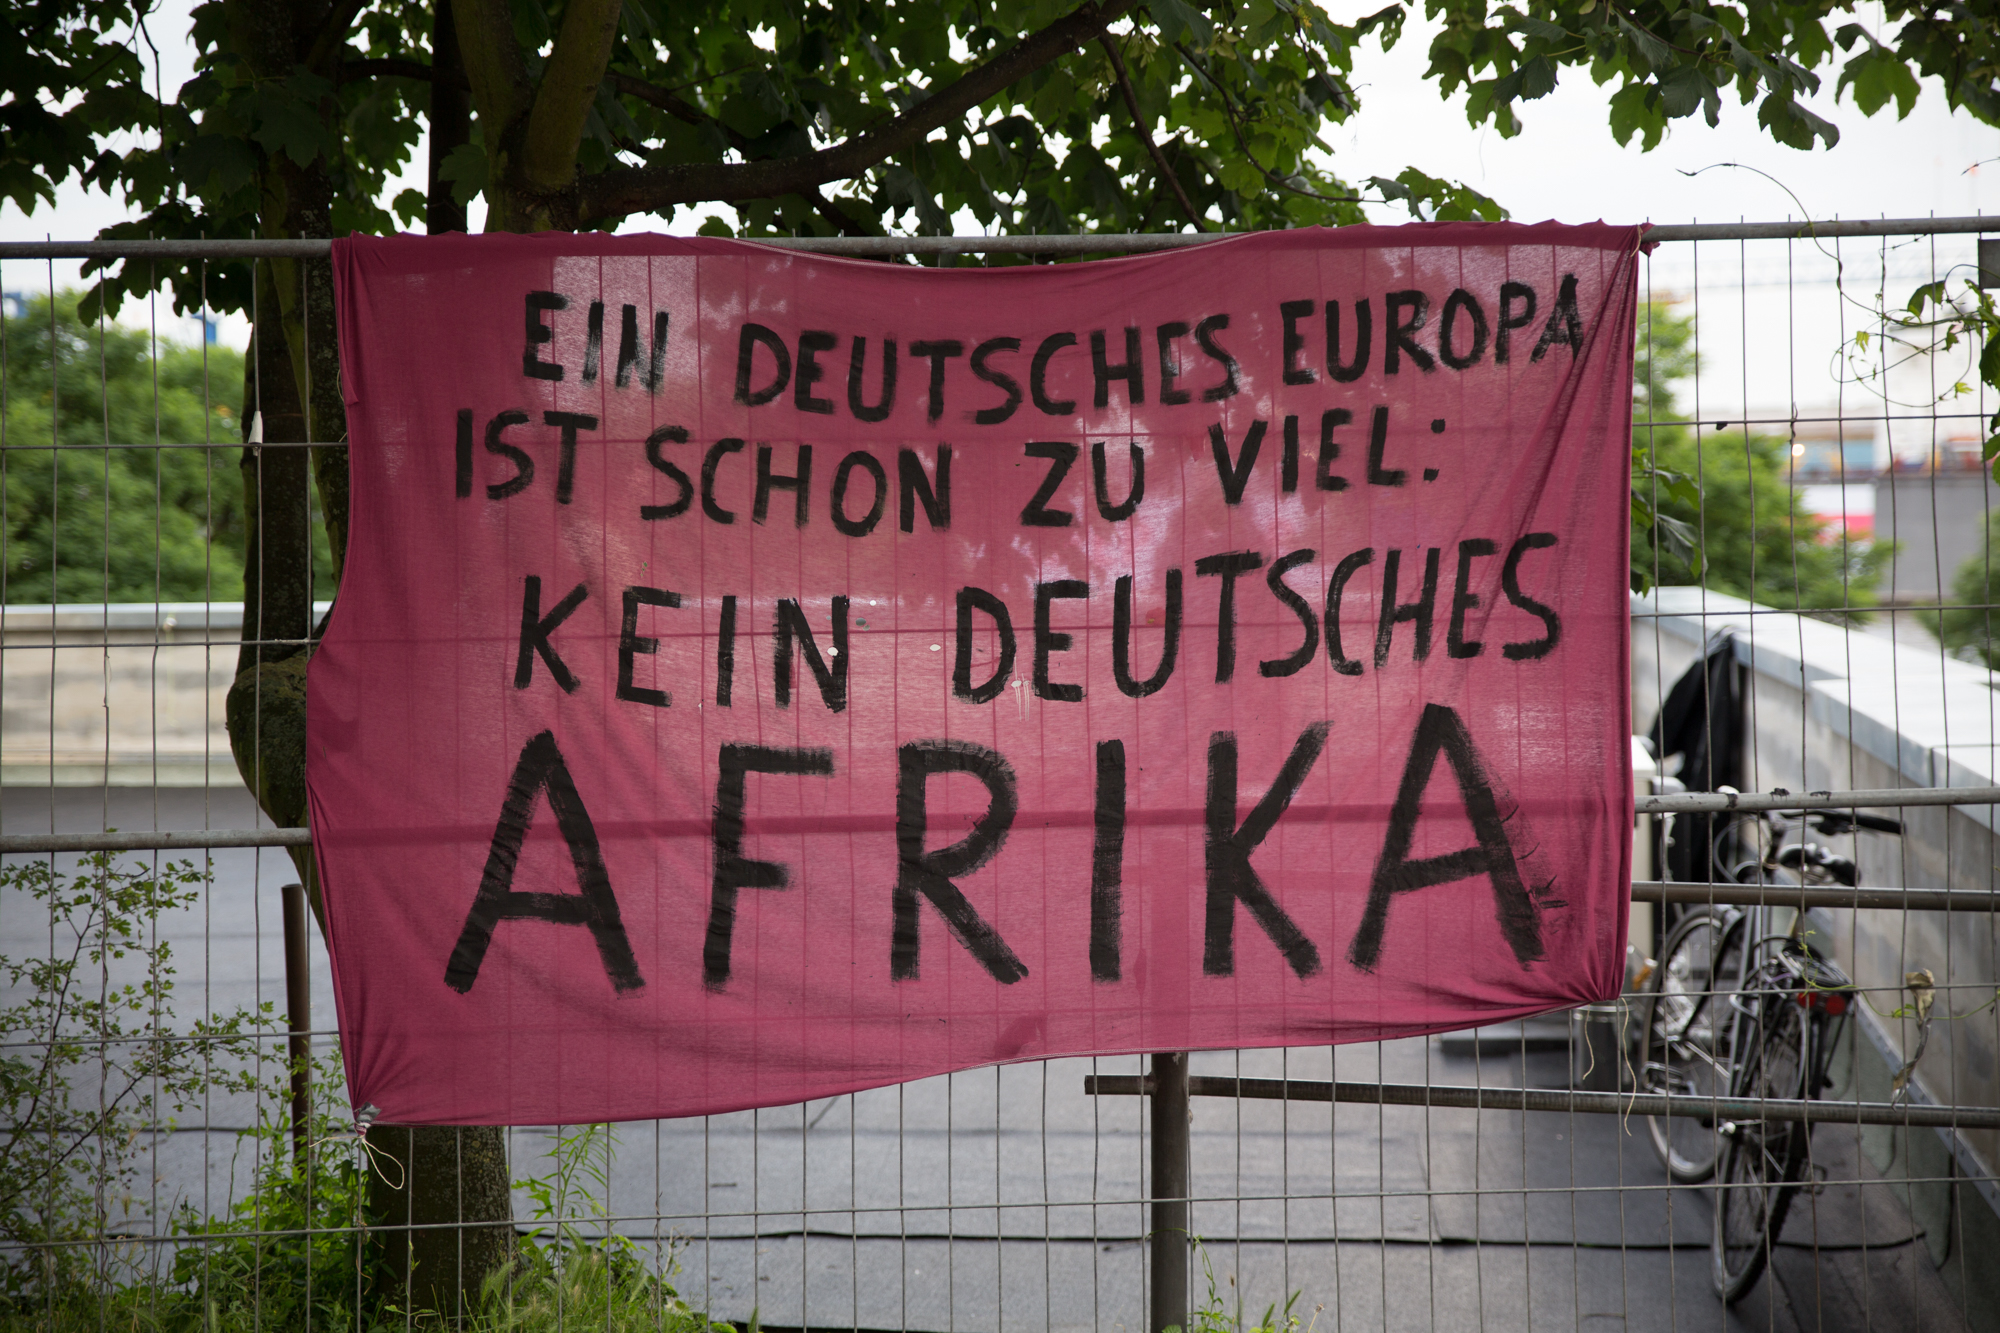 EIN DEUTSCHES EUROPA
IST SCHON ZU VIEL:
KEIN DEUTSCHES
AFRIKA